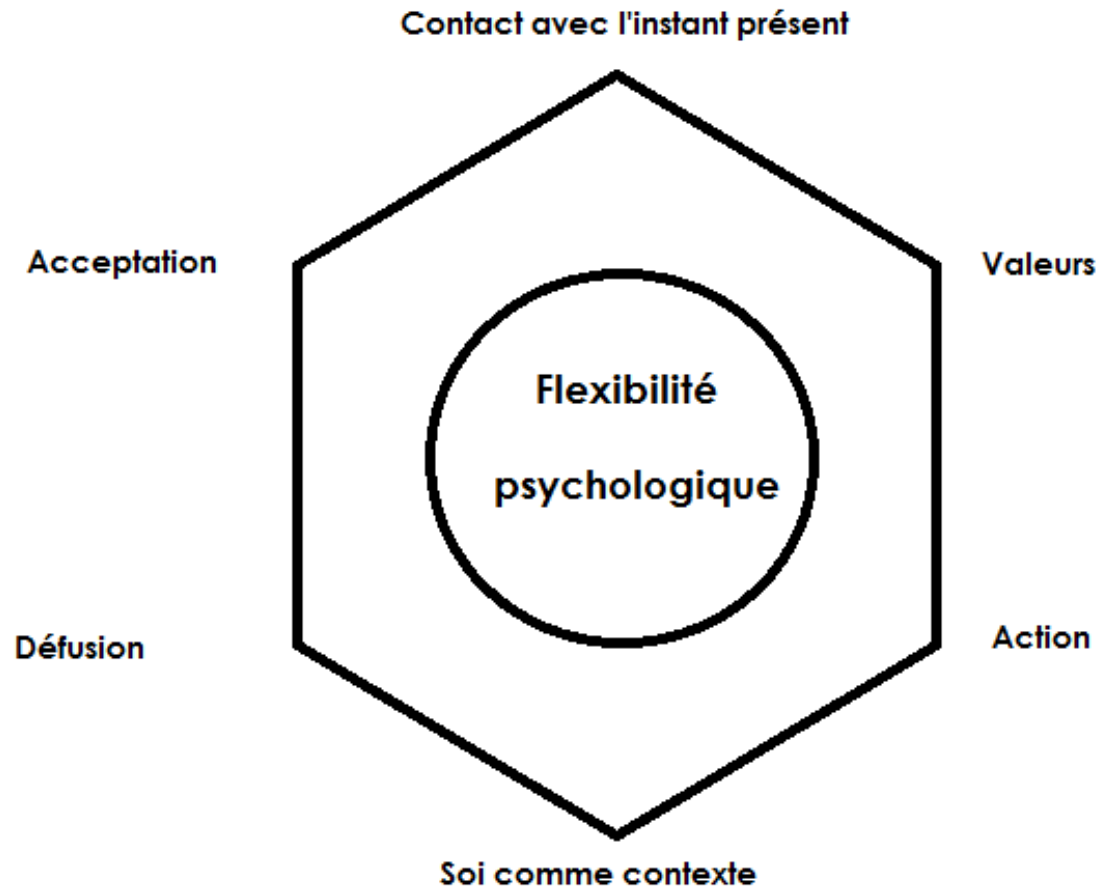 Contact avec l'instant présent
Acceptation
Valeurs
Flexibilité
psychologique
Défusion
Action
Soi comme contexte